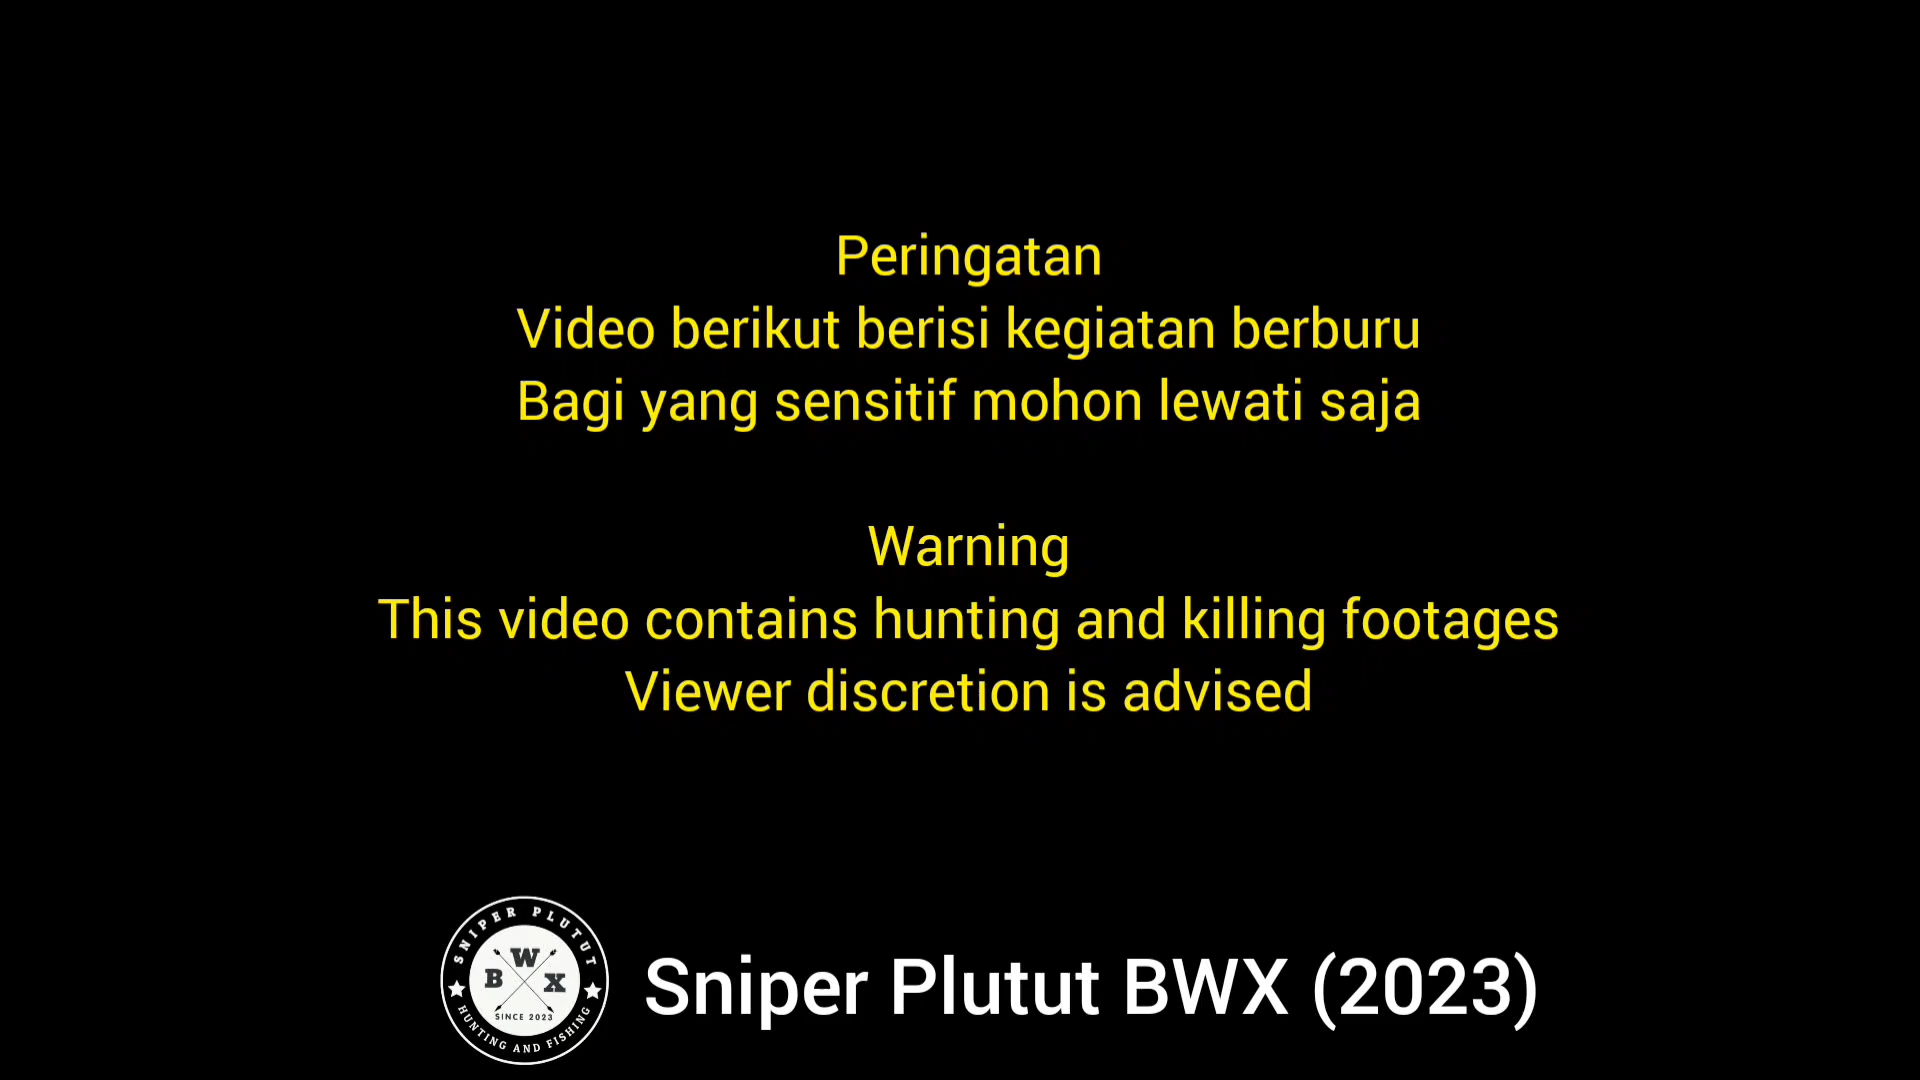 Peringatan
Video berikut berisi kegiatan berburu
Bagi yang sensitif mohon lewati saja
Warning
This video contains hunting and killing footages
Viewer discretion is advised
SNIPER PLUTUT
B W X
SINCE 2023
HUNTING AND FISHING
Sniper Plutut BWX (2023)